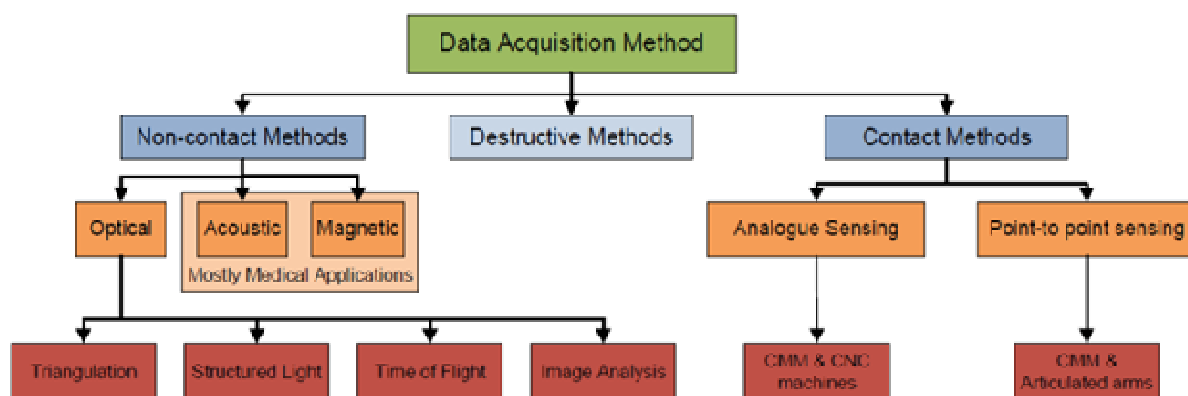 Data Acquisition Method
Non-contact Methods
Destructive Methods
Contact Methods
Optical
Acoustic
Magnetic
Mostly Medical Applications
Analogue Sensing
Point-to point sensing
Triangulation
Structured Light
Time of Flight
Image Analysis
CMM & CNC
machines
CMM &
Articulated arms